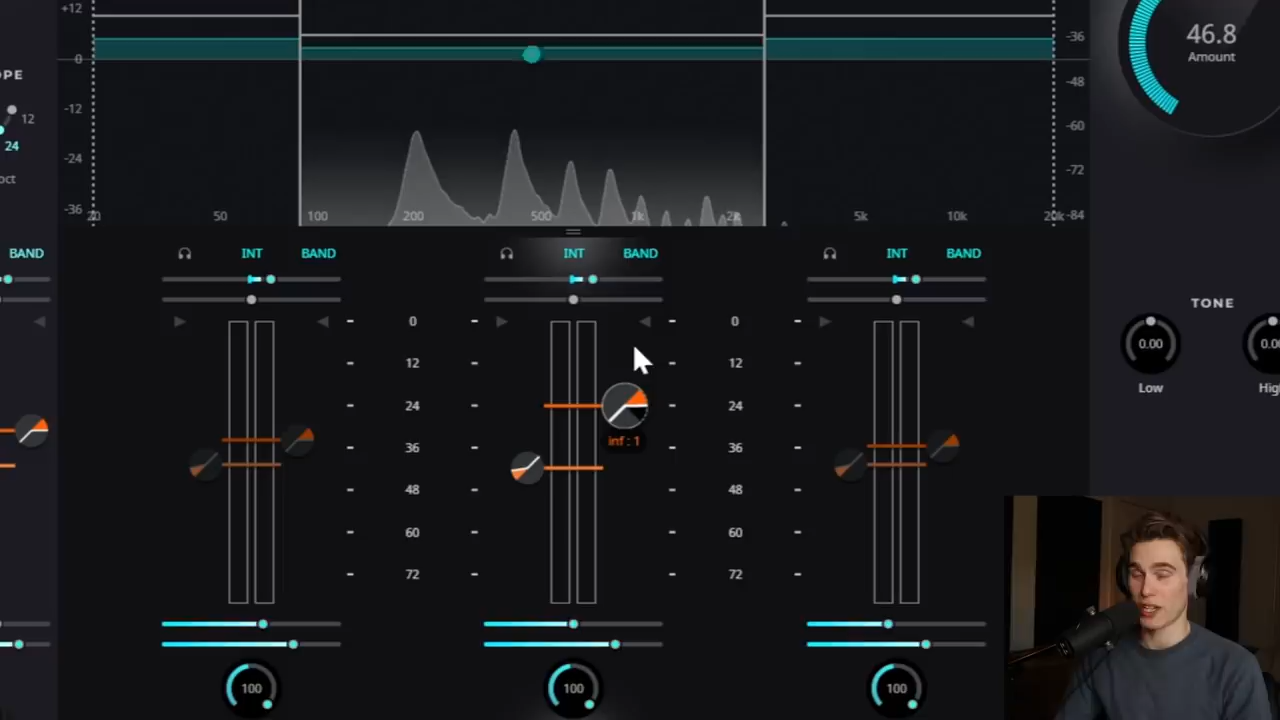 +12
0
-12
-24
-36
20 50 100 200 500 1k 2k 5k 10k 20k
-36
-48
-60
-72
-84
46.8
Amount
OPE
12
24
oct
BAND
INT BAND
INT BAND
INT BAND
0 0
12 12
24 24
36 36
48 48
60 60
72 72
inf : 1
100
100
100
TONE
0.00 0.0
Low Hig